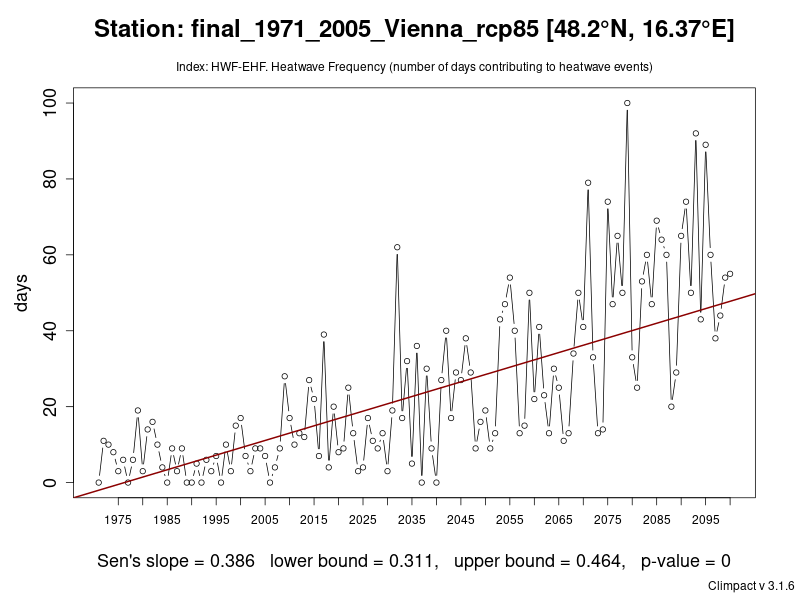 Station: final_1971_2005_Vienna_rcp85 [48.2°N, 16.37°E]
Index: HWF-EHF. Heatwave Frequency (number of days contributing to heatwave events)
100
80
60
40
20
0
days
1975 1985 1995 2005 2015 2025 2035 2045 2055 2065 2075 2085 2095
Sen's slope = 0.386 lower bound = 0.311, upper bound = 0.464, p-value = 0
Climpact v 3.1.6